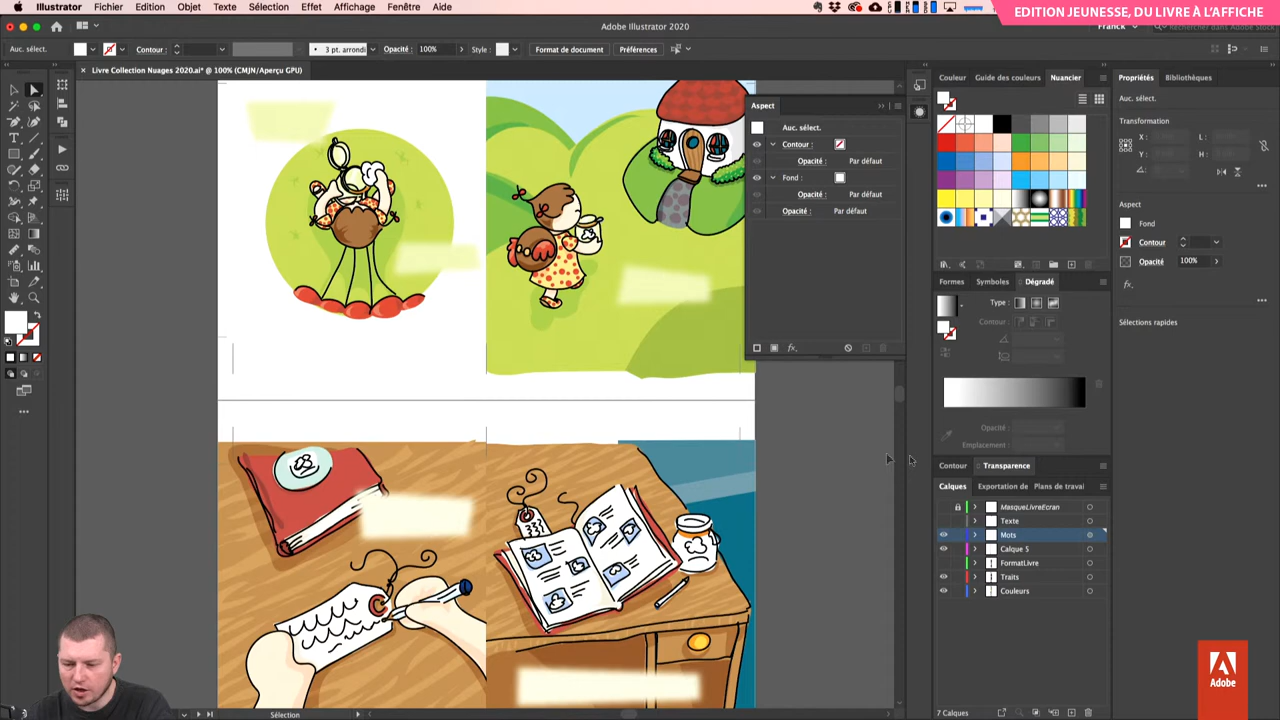 Illustrator Fichier Edition Objet Texte Sélection Effet Affichage Fenêtre Aide
EDITION JEUNESSE, DU LIVRE À L'AFFICHE
Adobe Illustrator 2020
Franck
Auc. sélect. Contour : 3 pt. arrondi Opacité : 100% Style : Format de document Préférences
× Livre Collection Nuages 2020.ai* @ 100% (CMJN/Aperçu GPU)
Aspect
Auc. sélect.
Contour :
Opacité : Par défaut
Fond :
Opacité : Par défaut
Opacité : Par défaut
fx
Couleur Guide des couleurs Nuancier
Formes Symboles Dégradé
Type :
Contour :
Opacité :
Emplacement :
Contour Transparence
Calques Exportation de Plans de travai
MasqueLivreEcran
Texte
Mots
Calque 5
FormatLivre
Traits
Couleurs
7 Calques
Propriétés Bibliothèques
Auc. sélect.
Transformation
X : L :
Y : H :
Aspect
Fond
Contour
Opacité 100%
fx
Sélections rapides
Sélection
Adobe